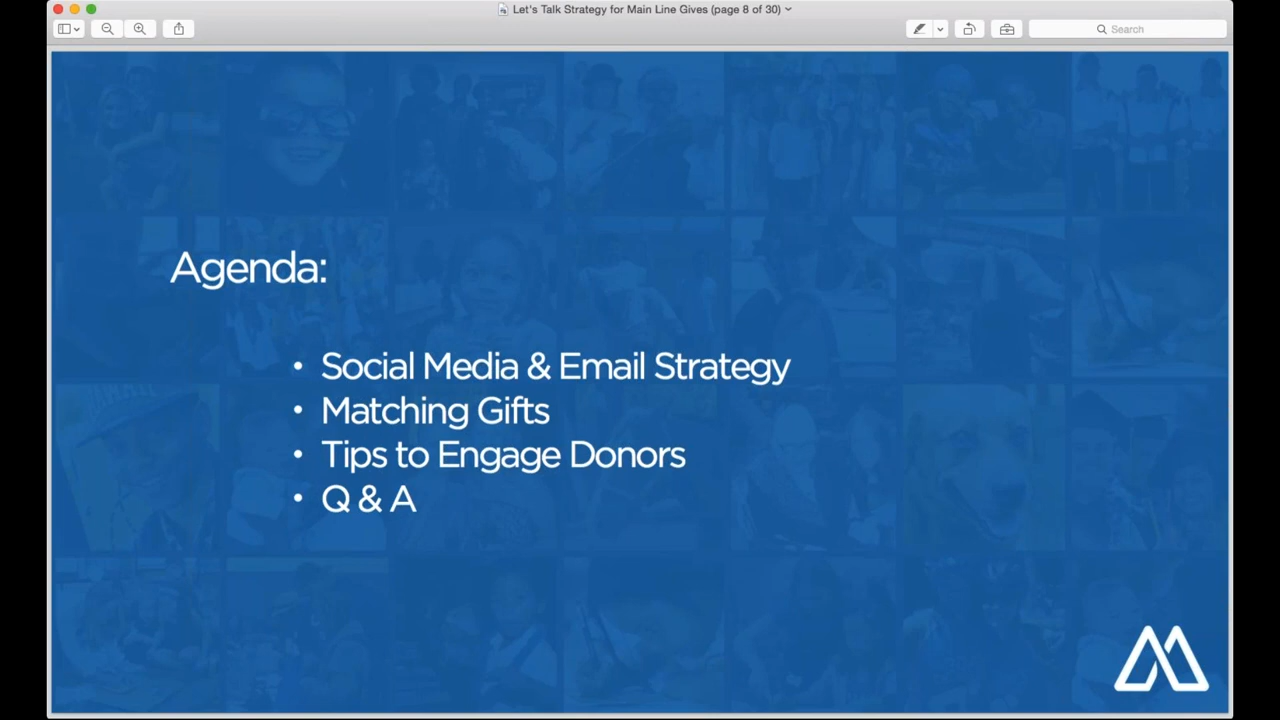 Let's Talk Strategy for Main Line Gives (page 8 of 30)
Search
Agenda:
• Social Media & Email Strategy
• Matching Gifts
• Tips to Engage Donors
• Q & A